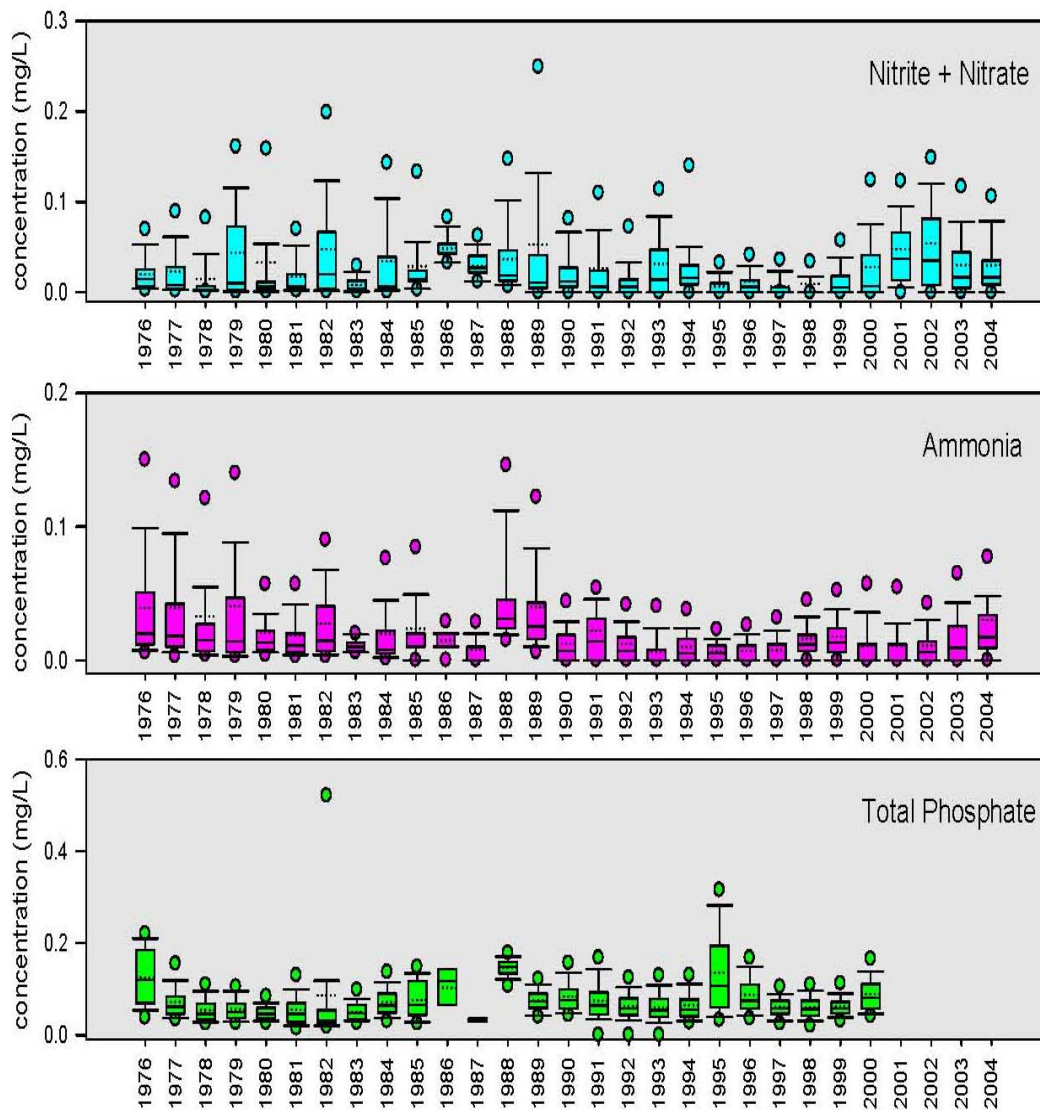 0.3
Nitrite + Nitrate
0.2
concentration (mg/L)
0.1
0.0
1976 1977 1978 1979 1980 1981 1982 1983 1984 1985 1986 1987 1988 1989 1990 1991 1992 1993 1994 1995 1996 1997 1998 1999 2000 2001 2002 2003 2004
0.2
Ammonia
concentration (mg/L)
0.1
0.0
1976 1977 1978 1979 1980 1981 1982 1983 1984 1985 1986 1987 1988 1989 1990 1991 1992 1993 1994 1995 1996 1997 1998 1999 2000 2001 2002 2003 2004
0.6
Total Phosphate
concentration (mg/L)
0.4
0.2
0.0
1976 1977 1978 1979 1980 1981 1982 1983 1984 1985 1986 1987 1988 1989 1990 1991 1992 1993 1994 1995 1996 1997 1998 1999 2000 2001 2002 2003 2004